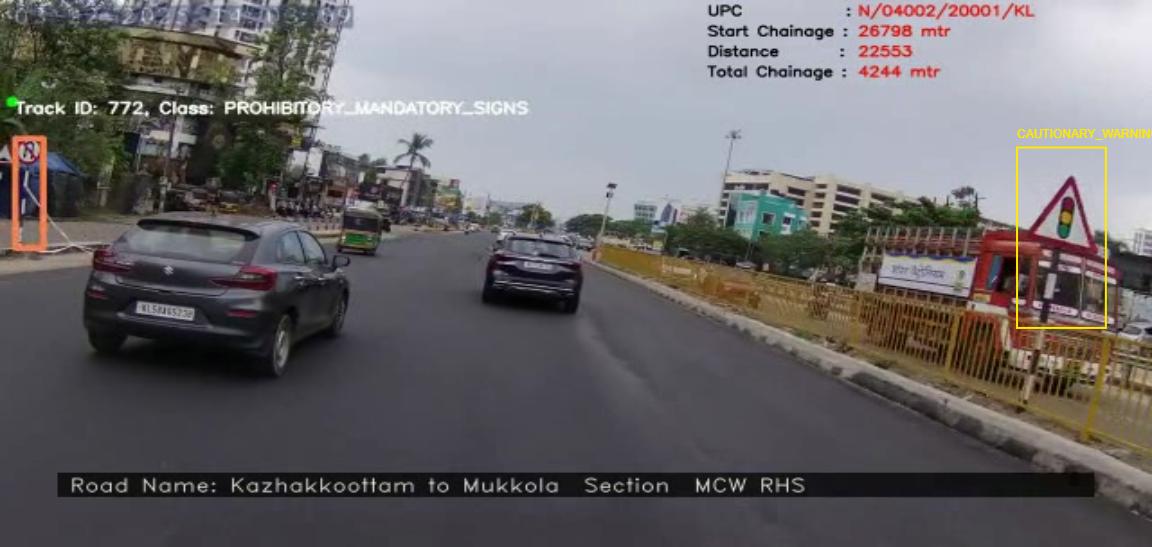 UPC : N/04002/20001/KL
Start Chainage : 26798 mtr
Distance : 22553
Total Chainage : 4244 mtr
Track ID: 772, Class: PROHIBITORY_MANDATORY_SIGNS
CAUTIONARY_WARNIN
Road Name: Kazhakkoottam to Mukkola Section MCW RHS